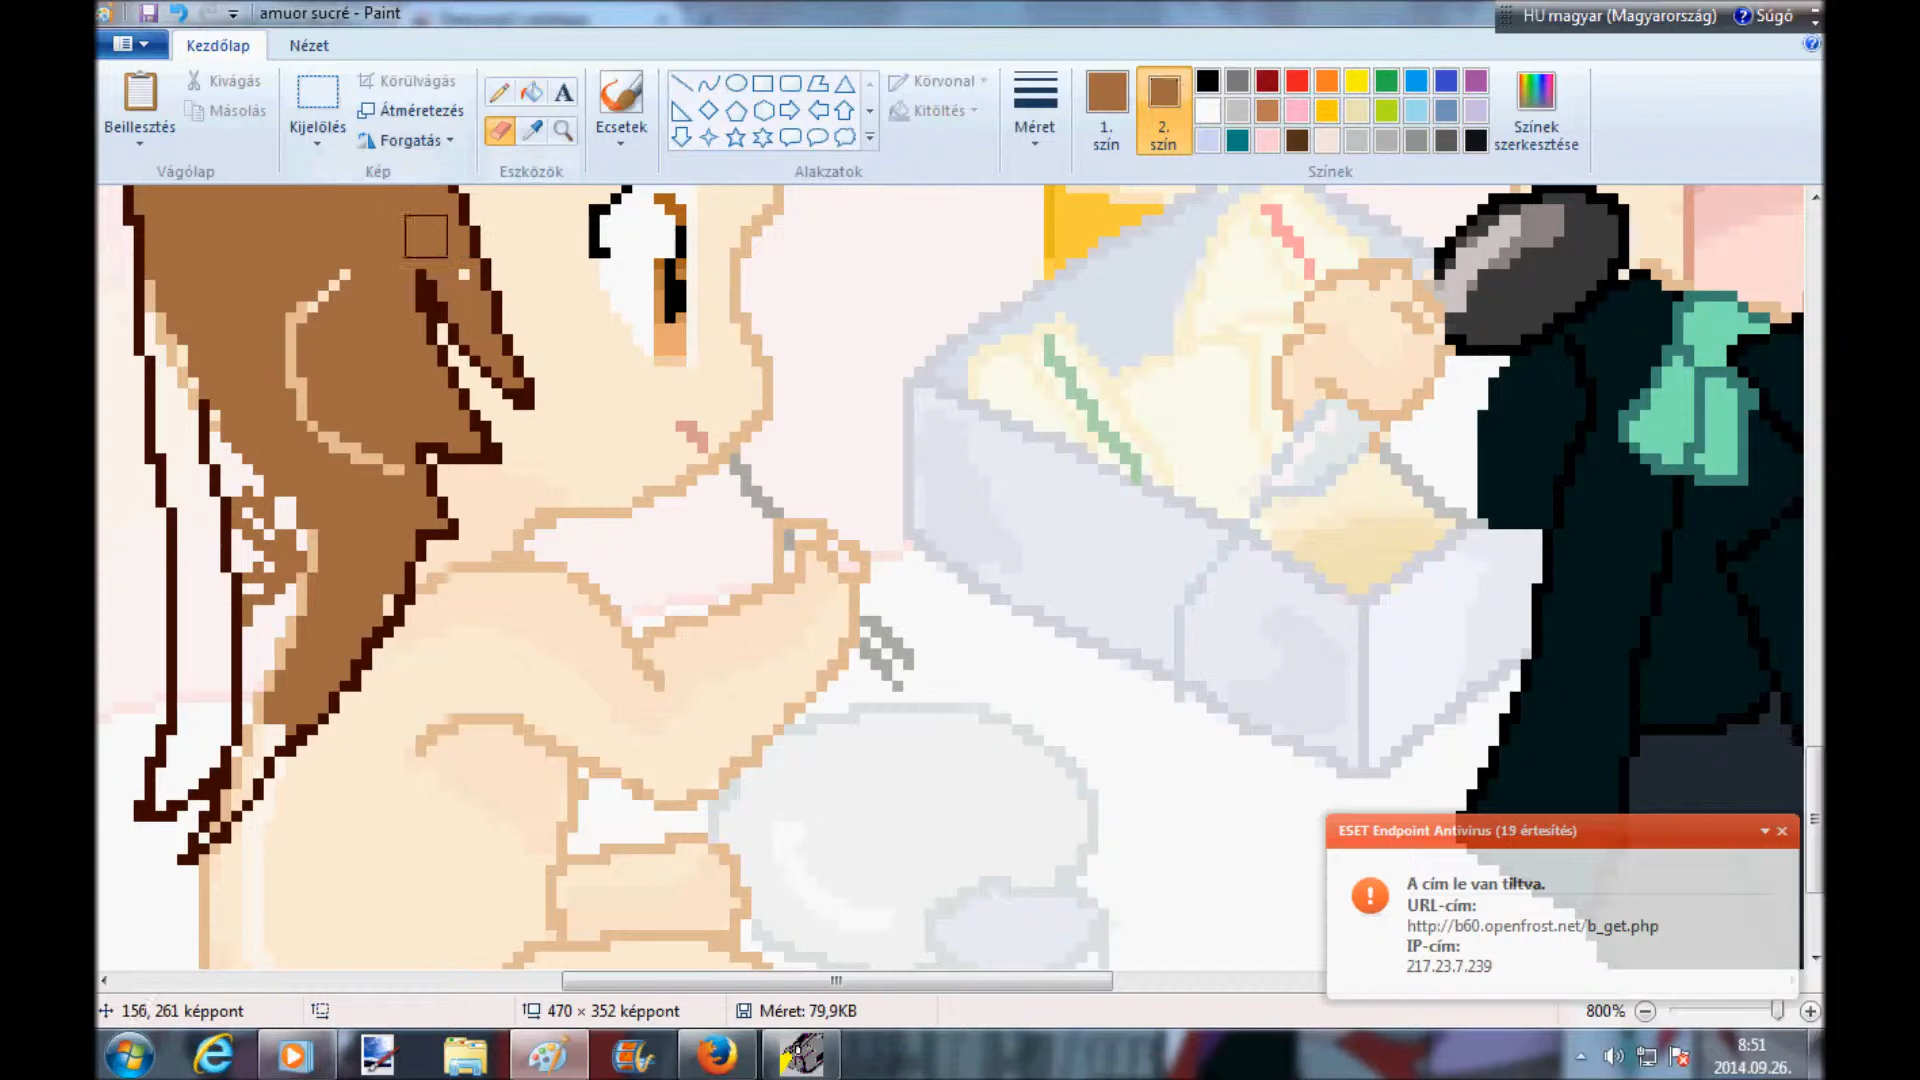 amuor sucré - Paint
HU magyar (Magyarország)
Súgó
Kezdőlap
Nézet
Beillesztés
Kivágás
Másolás
Vágólap
Kijelölés
Körülvágás
Átméretezés
Forgatás
Kép
A
Eszközök
Ecsetek
Alakzatok
Körvonal
Kitöltés
Méret
1.
szín
2.
szín
Színek
szerkesztése
Színek
ESET Endpoint Antivirus (19 értesítés)
A cím le van tiltva.
URL-cím:
http://b60.openfrost.net/b_get.php
IP-cím:
217.23.7.239
156, 261 képpont
470 × 352 képpont
Méret: 79,9KB
800%
8:51
2014.09.26.